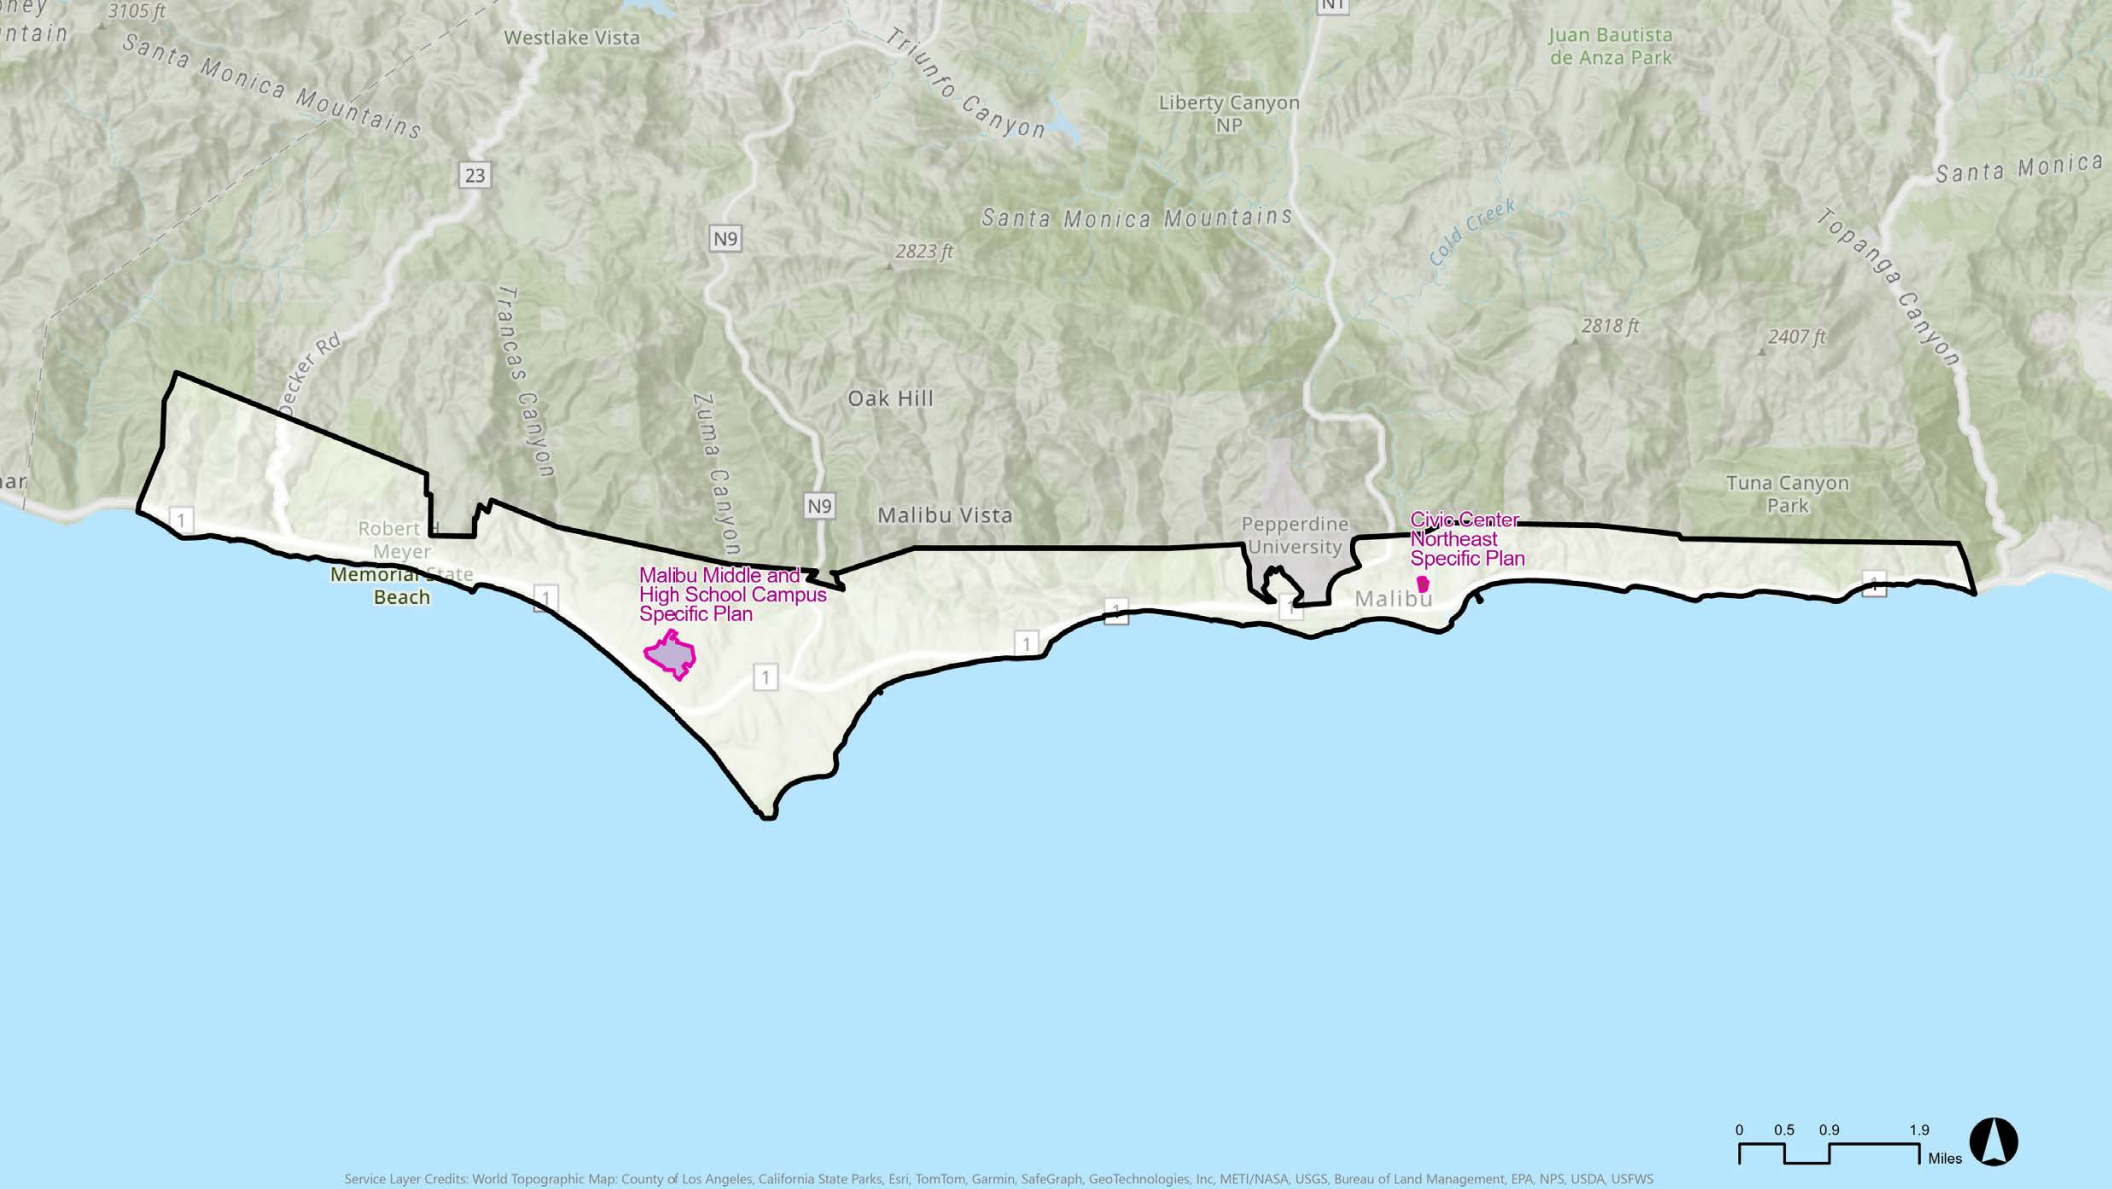 3105 ft
ntain
Santa Monica Mountains
Westlake Vista
Triunfo Canyon
N1
Juan Bautista
de Anza Park
Liberty Canyon
NP
23
Santa Monica
N9
2823 ft
Santa Monica Mountains
Cold Creek
Topanga Canyon
2818 ft
2407 ft
Decker Rd
Trancas Canyon
Zuma Canyon
Oak Hill
N9
Malibu Vista
Tuna Canyon
Park
1
Robert H
Meyer
Memorial State
Beach
1
Pepperdine
University
Civic Center
Northeast
Specific Plan
Malibu Middle and
High School Campus
Specific Plan
Malibu
1
1
1
1
1
0 0.5 0.9 1.9
Miles
Service Layer Credits: World Topographic Map: County of Los Angeles, California State Parks, Esri, TomTom, Garmin, SafeGraph, GeoTechnologies, Inc, METI/NASA, USGS, Bureau of Land Management, EPA, NPS, USDA, USFWS